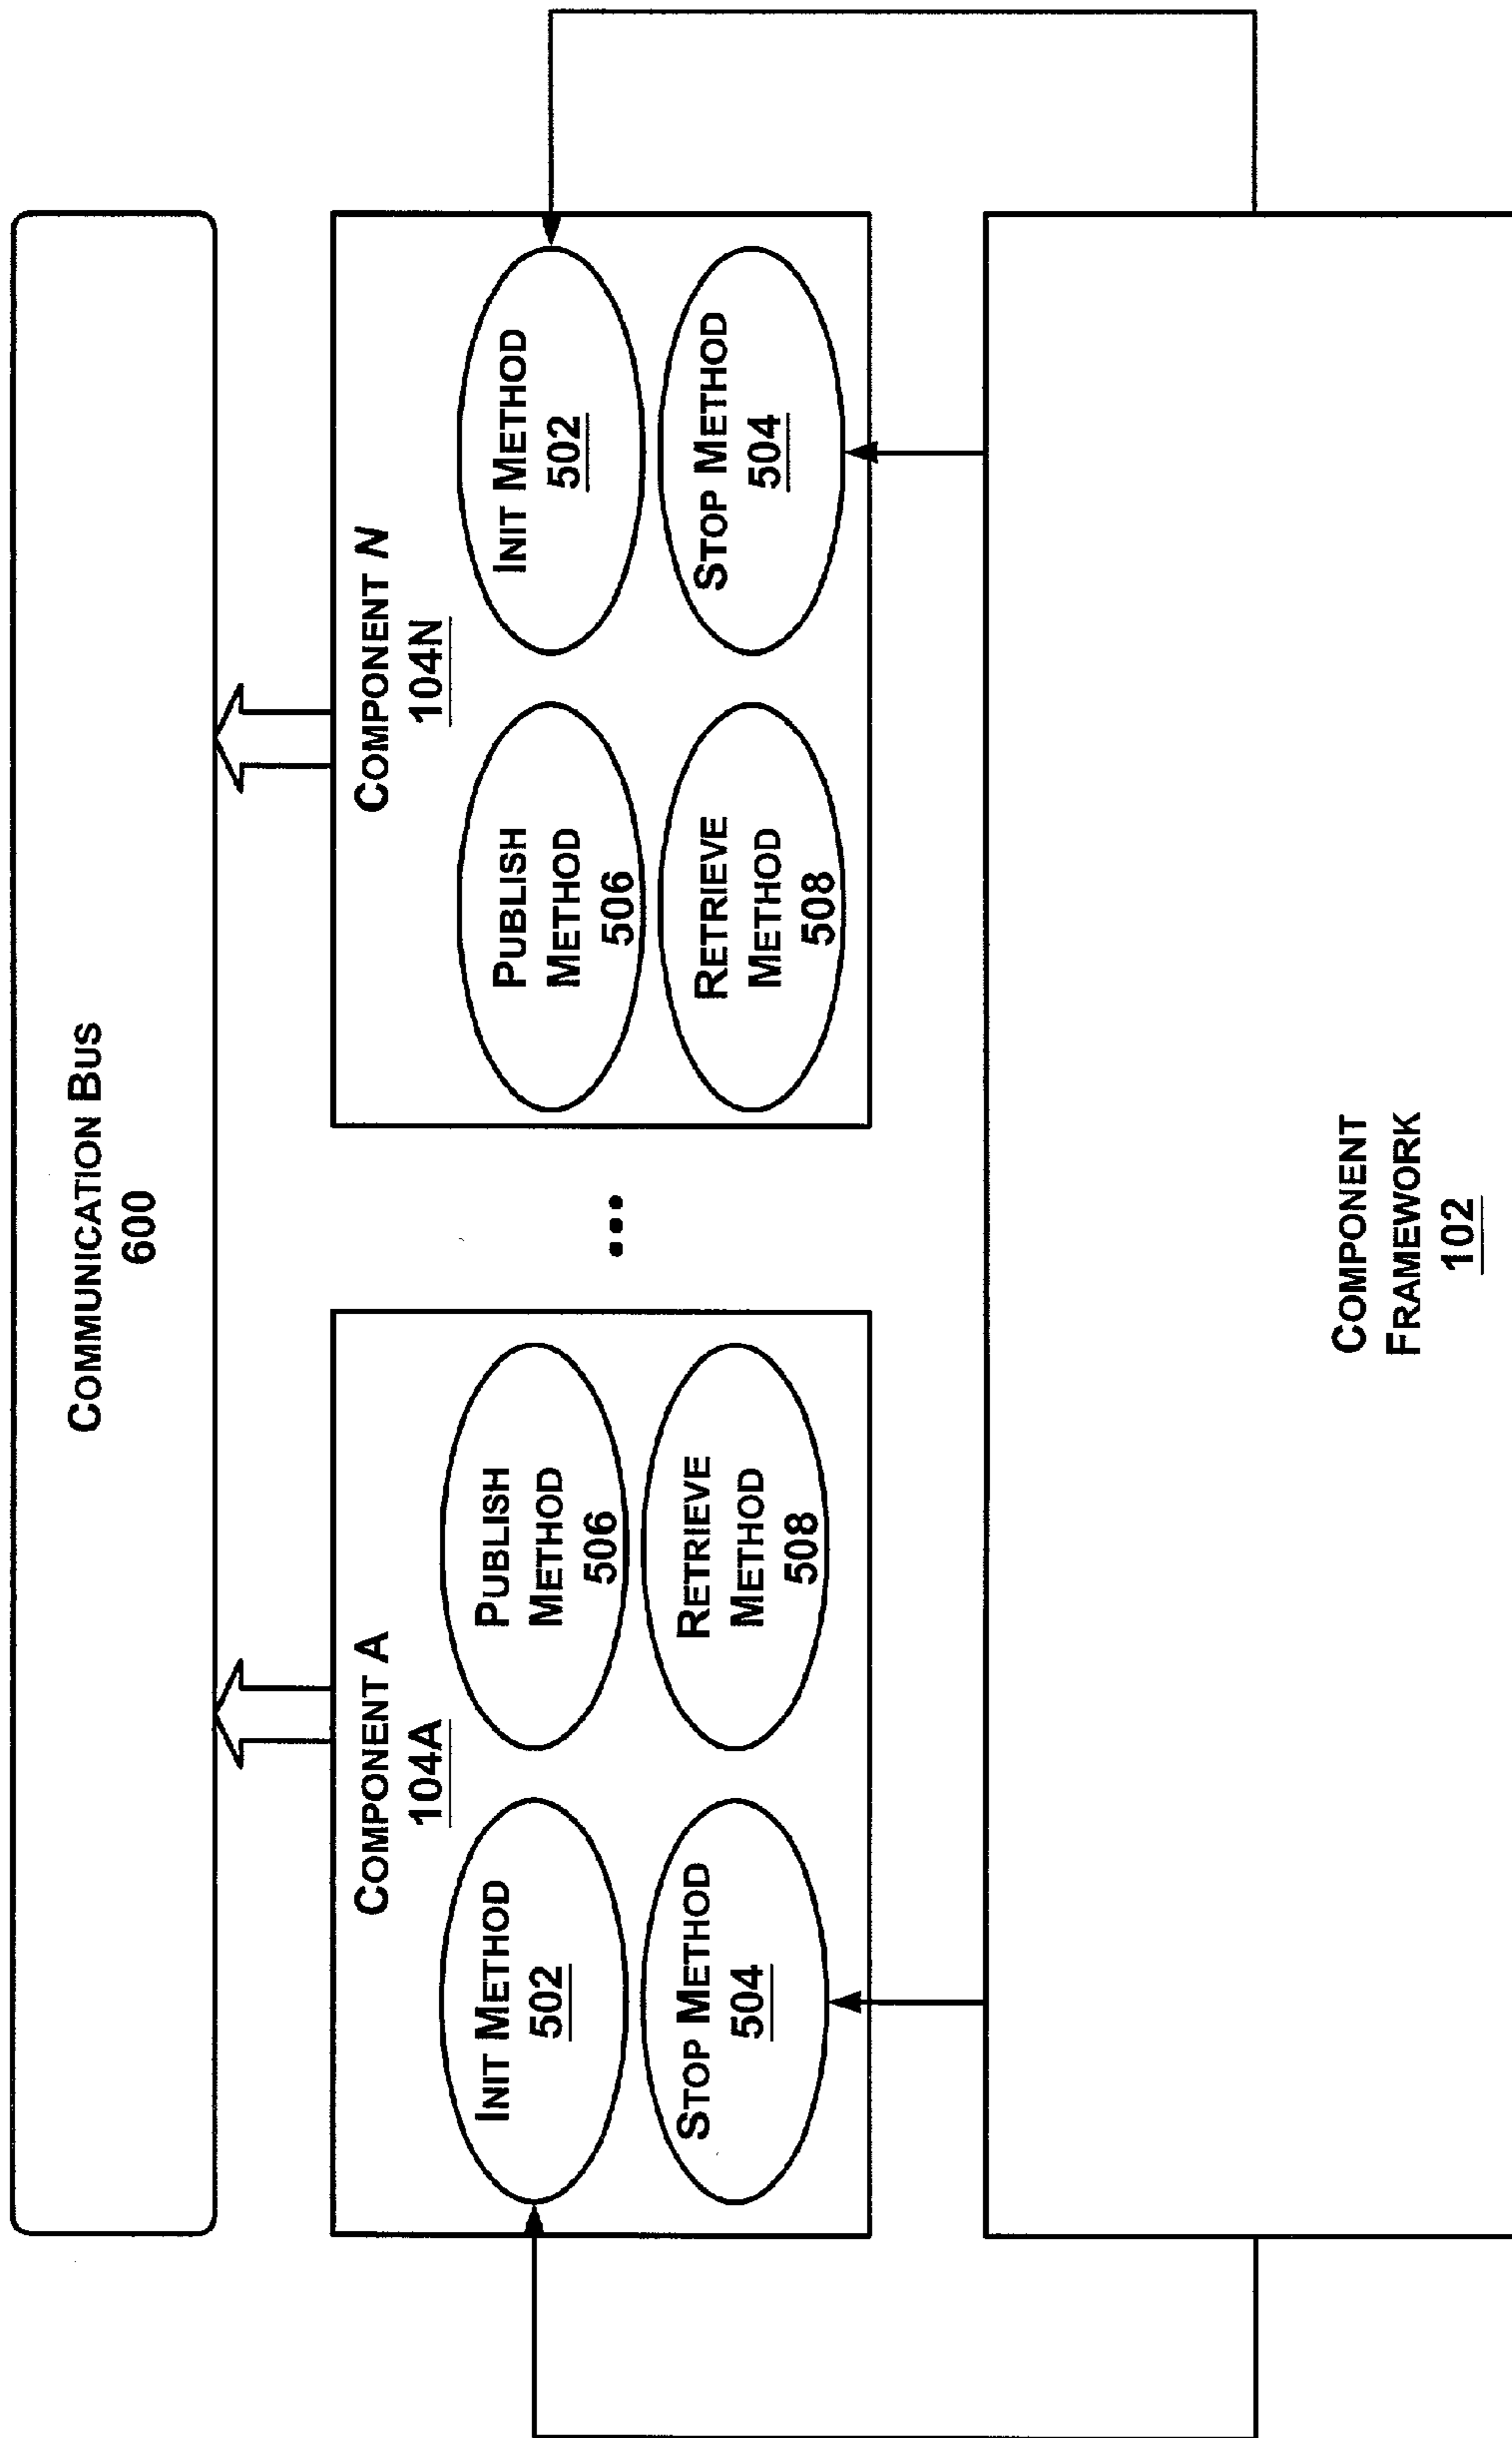 COMMUNICATION BUS
600
COMPONENT A
104A
INIT METHOD
502
PUBLISH
METHOD
506
STOP METHOD
504
RETRIEVE
METHOD
508
...
COMPONENT N
104N
PUBLISH
METHOD
506
INIT METHOD
502
RETRIEVE
METHOD
508
STOP METHOD
504
COMPONENT
FRAMEWORK
102